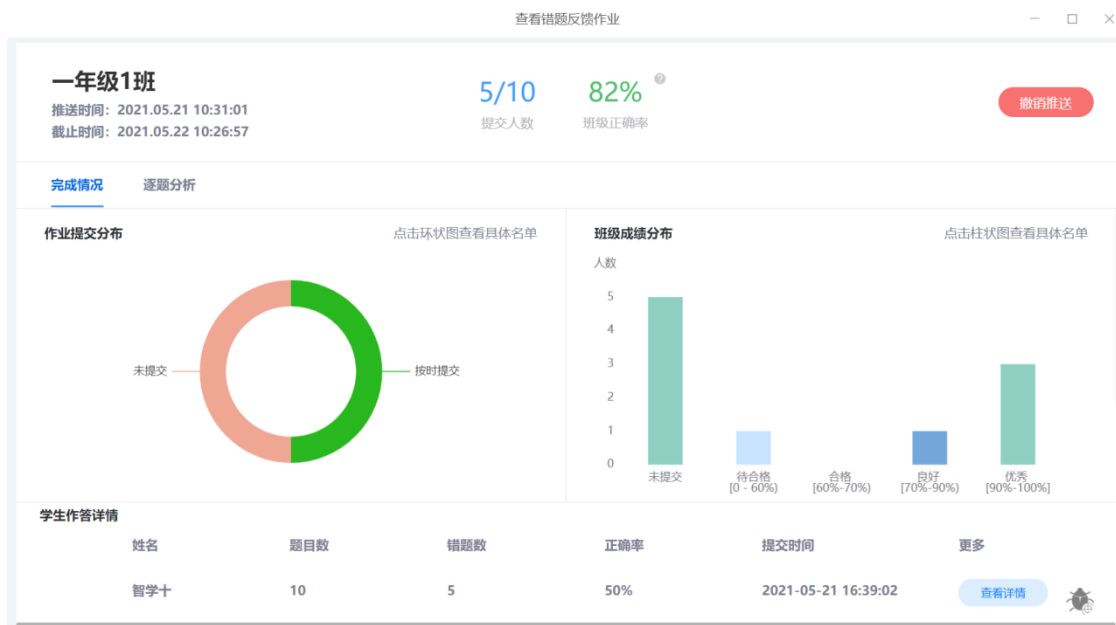 查看错题反馈作业
一年级1班
推送时间：2021.05.21 10:31:01
截止时间：2021.05.22 10:26:57
5/10
提交人数
82%
?
班级正确率
撤销推送
完成情况 逐题分析
作业提交分布 点击环状图查看具体名单
未提交
按时提交
班级成绩分布 点击柱状图查看具体名单
人数
5
4
3
2
1
0
未提交
待合格
[0 - 60%)
合格
[60%-70%)
良好
[70%-90%)
优秀
[90%-100%]
学生作答详情
姓名 题目数 错题数 正确率 提交时间 更多
智学十 10 5 50% 2021-05-21 16:39:02 查看详情